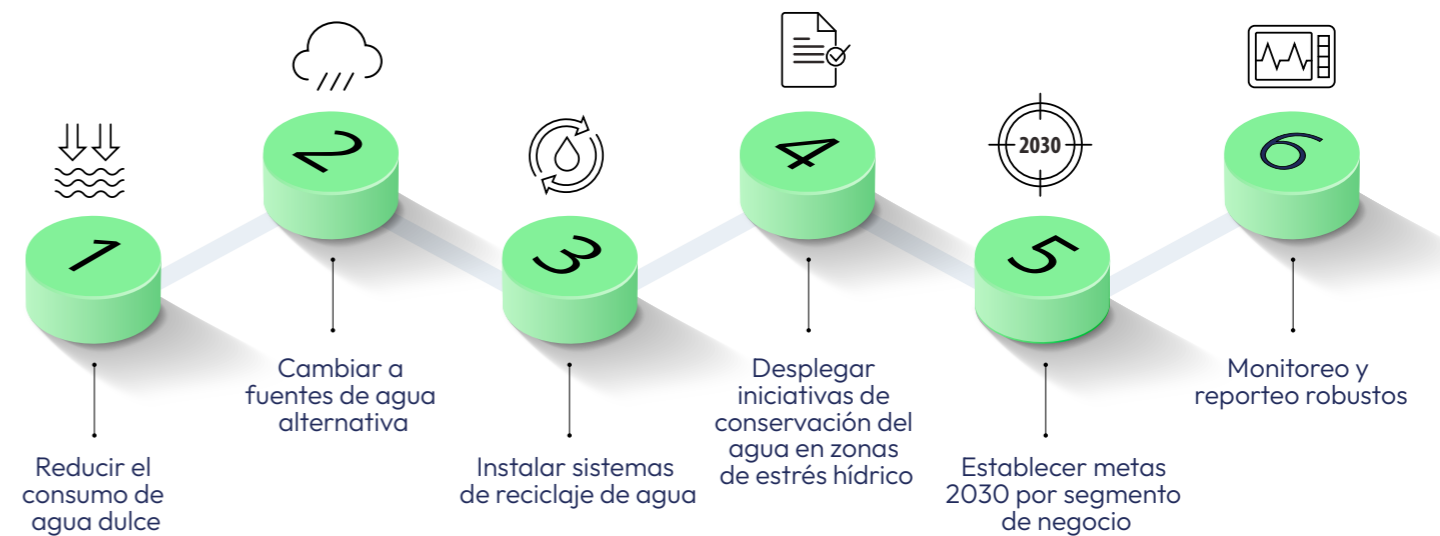 1
Reducir el
consumo de
agua dulce
2
Cambiar a
fuentes de agua
alternativa
3
Instalar sistemas
de reciclaje de agua
4
Desplegar
iniciativas de
conservación del
agua en zonas
de estrés hídrico
2030
5
Establecer metas
2030 por segmento
de negocio
6
Monitoreo y
reporteo robustos